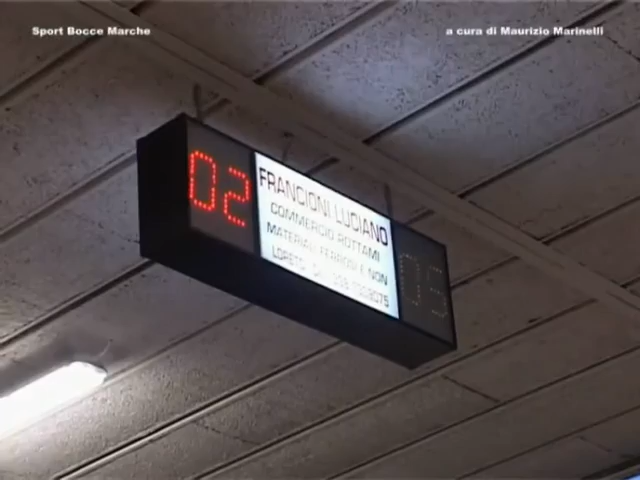 Sport Bocce Marche
a cura di Maurizio Marinelli
02
FRANCIONI LUCIANO
COMMERCIO ROTTAMI
MATERIALI FERROSI E NON
LORETO